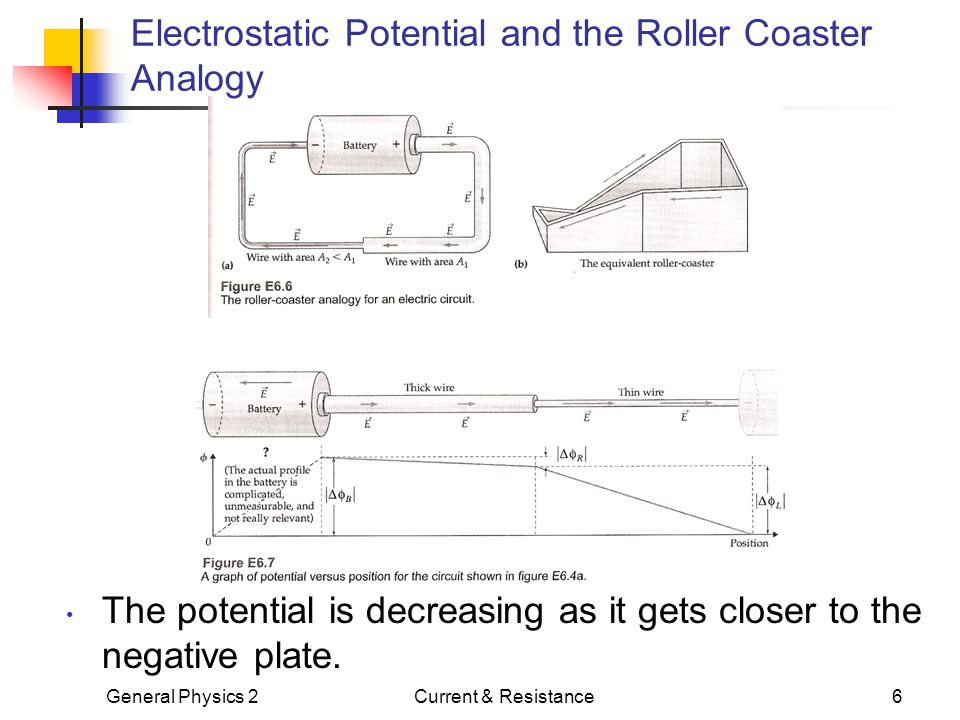 Electrostatic Potential and the Roller Coaster
Analogy
E
E
E
E
E
E
E
− Battery +
(a)
Wire with area A₂ < A₁
Wire with area A₁
(b)
The equivalent roller-coaster
Figure E6.6
The roller-coaster analogy for an electric circuit.
E
− Battery +
Thick wire
E
E
Thin wire
E
E
?
(The actual profile
in the battery is
complicated,
unmeasurable, and
not really relevant)
ϕ
0
|Δϕ_B|
|Δϕ_R|
|Δϕ_L|
Position
Figure E6.7
A graph of potential versus position for the circuit shown in figure E6.4a.
• The potential is decreasing as it gets closer to the
negative plate.
General Physics 2
Current & Resistance
6